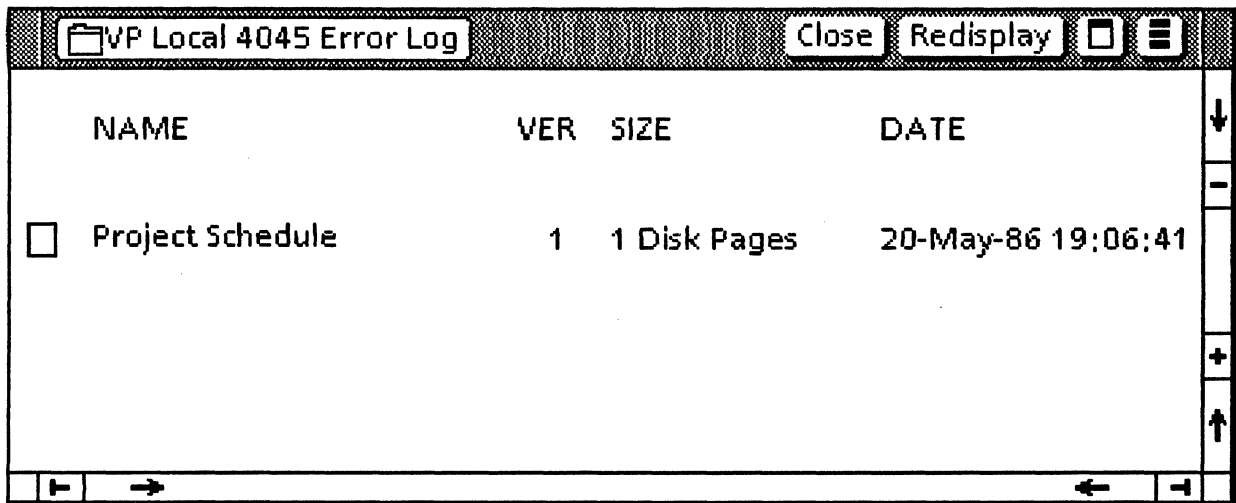 VP Local 4045 Error Log Close Redisplay
NAME VER SIZE DATE
Project Schedule 1 1 Disk Pages 20-May-86 19:06:41